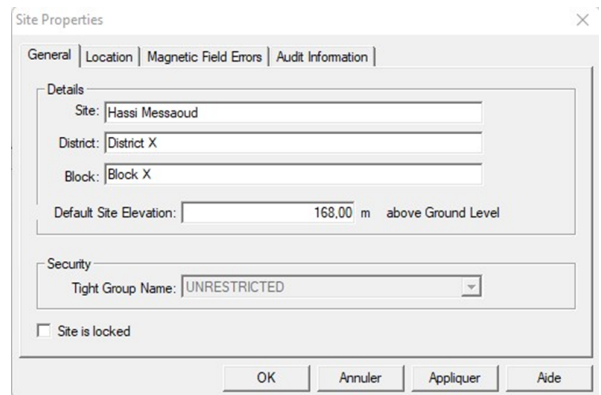 Site Properties
General Location Magnetic Field Errors Audit Information
Details
Site: Hassi Messaoud
District: District X
Block: Block X
Default Site Elevation: 168,00 m above Ground Level
Security
Tight Group Name: UNRESTRICTED
Site is locked
OK Annuler Appliquer Aide